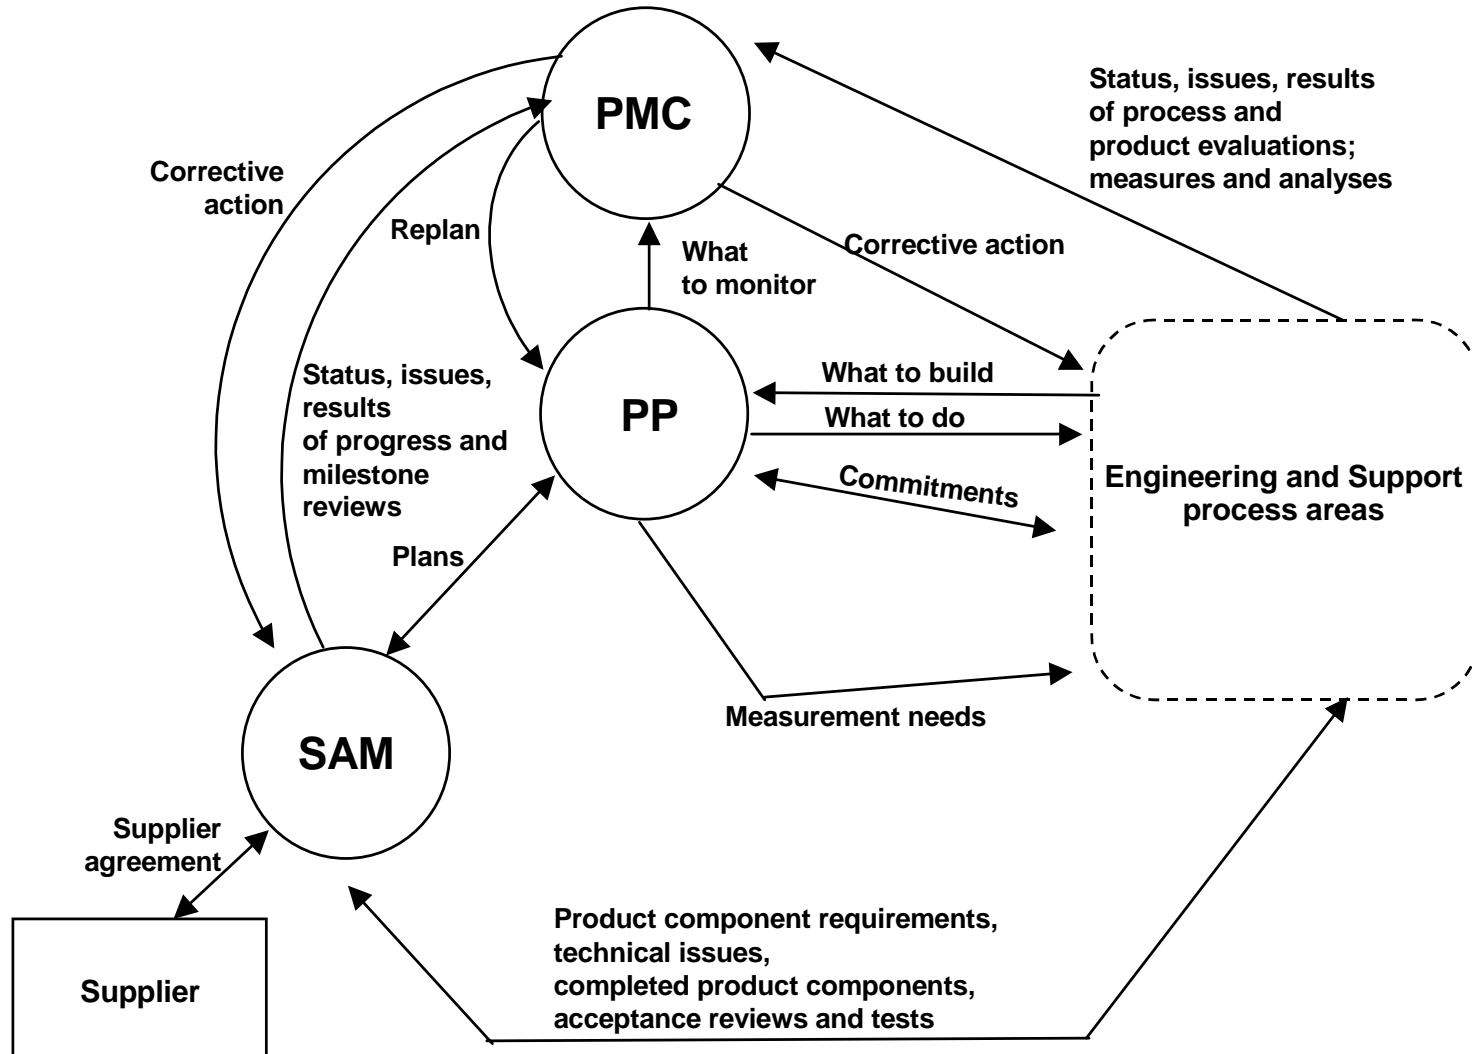 PMC
Status, issues, results
of process and
product evaluations;
measures and analyses
Corrective
action
Replan
What
to monitor
Corrective action
Status, issues,
results
of progress and
milestone
reviews
PP
What to build
What to do
Commitments
Engineering and Support
process areas
Plans
Measurement needs
SAM
Supplier
agreement
Supplier
Product component requirements,
technical issues,
completed product components,
acceptance reviews and tests